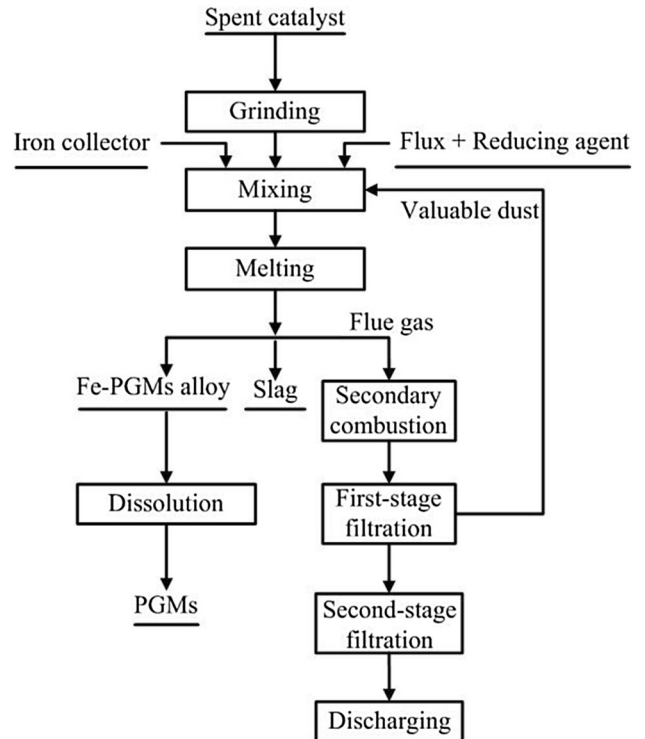 Spent catalyst
Grinding
Iron collector
Flux + Reducing agent
Mixing
Valuable dust
Melting
Flue gas
Fe-PGMs alloy
Slag
Secondary
combustion
Dissolution
First-stage
filtration
PGMs
Second-stage
filtration
Discharging